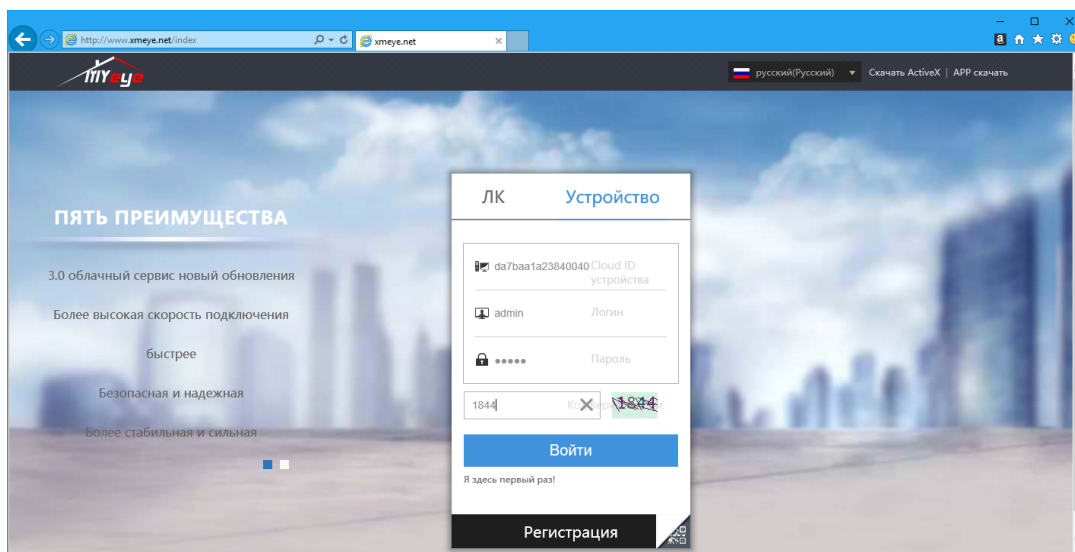 http://www.xmeye.net/index
xmeye.net
myeye
русский(Русский)
Скачать ActiveX | APP скачать
ЛК
Устройство
ПЯТЬ ПРЕИМУЩЕСТВА
3.0 облачный сервис новый обновления
Более высокая скорость подключения
быстрее
Безопасная и надежная
Более стабильная и сильная
da7baa1a23840040
Cloud ID
устройства
admin
Логин
Пароль
1844
1844
Войти
Я здесь первый раз!
Регистрация